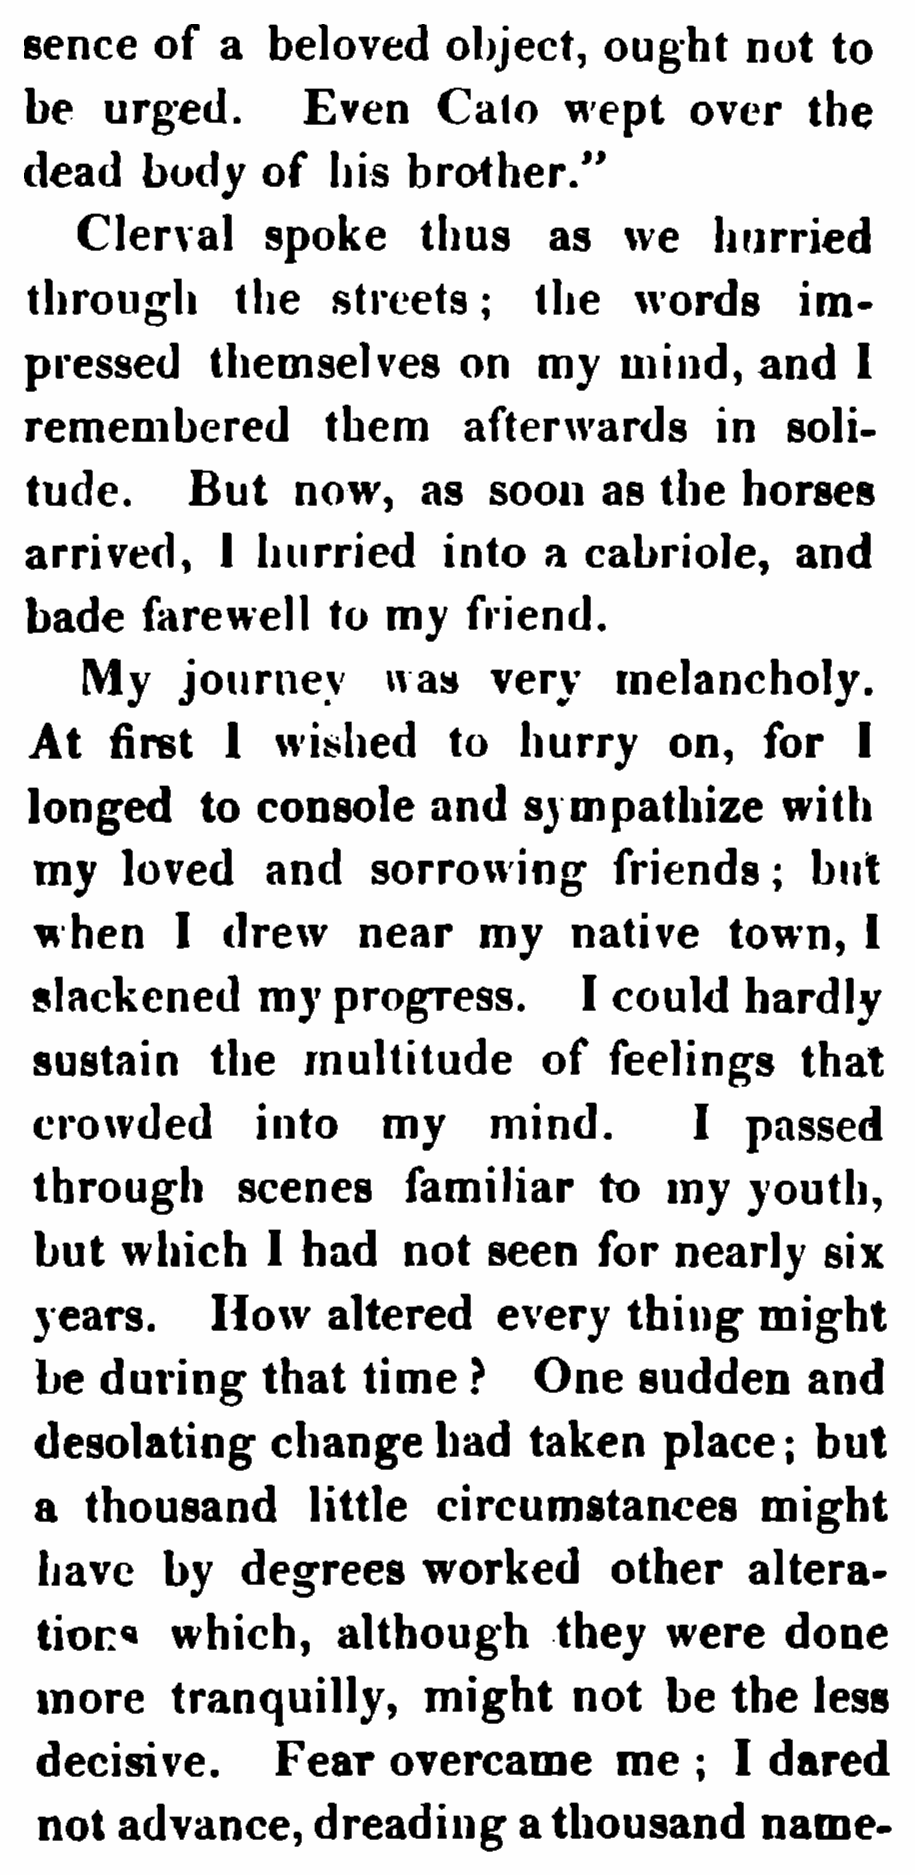 sence of a beloved object, ought not to
be urged. Even Cato wept over the
dead body of his brother.”
Clerval spoke thus as we hurried
through the streets; the words im-
pressed themselves on my mind, and I
remembered them afterwards in soli-
tude. But now, as soon as the horses
arrived, I hurried into a cabriole, and
bade farewell to my friend.
My journey was very melancholy.
At first I wished to hurry on, for I
longed to console and sympathize with
my loved and sorrowing friends; but
when I drew near my native town, I
slackened my progress. I could hardly
sustain the multitude of feelings that
crowded into my mind. I passed
through scenes familiar to my youth,
but which I had not seen for nearly six
years. How altered every thing might
be during that time? One sudden and
desolating change had taken place; but
a thousand little circumstances might
have by degrees worked other altera-
tions which, although they were done
more tranquilly, might not be the less
decisive. Fear overcame me; I dared
not advance, dreading a thousand name-